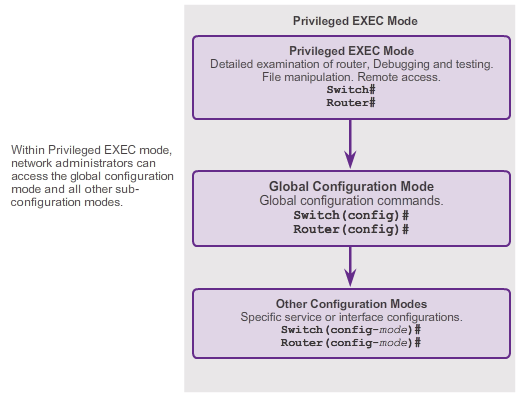 Privileged EXEC Mode
Privileged EXEC Mode
Detailed examination of router, Debugging and testing.
File manipulation. Remote access.
Switch#
Router#
Within Privileged EXEC mode,
network administrators can
access the global configuration
mode and all other sub-
configuration modes.
Global Configuration Mode
Global configuration commands.
Switch(config)#
Router(config)#
Other Configuration Modes
Specific service or interface configurations.
Switch(config-mode)#
Router(config-mode)#